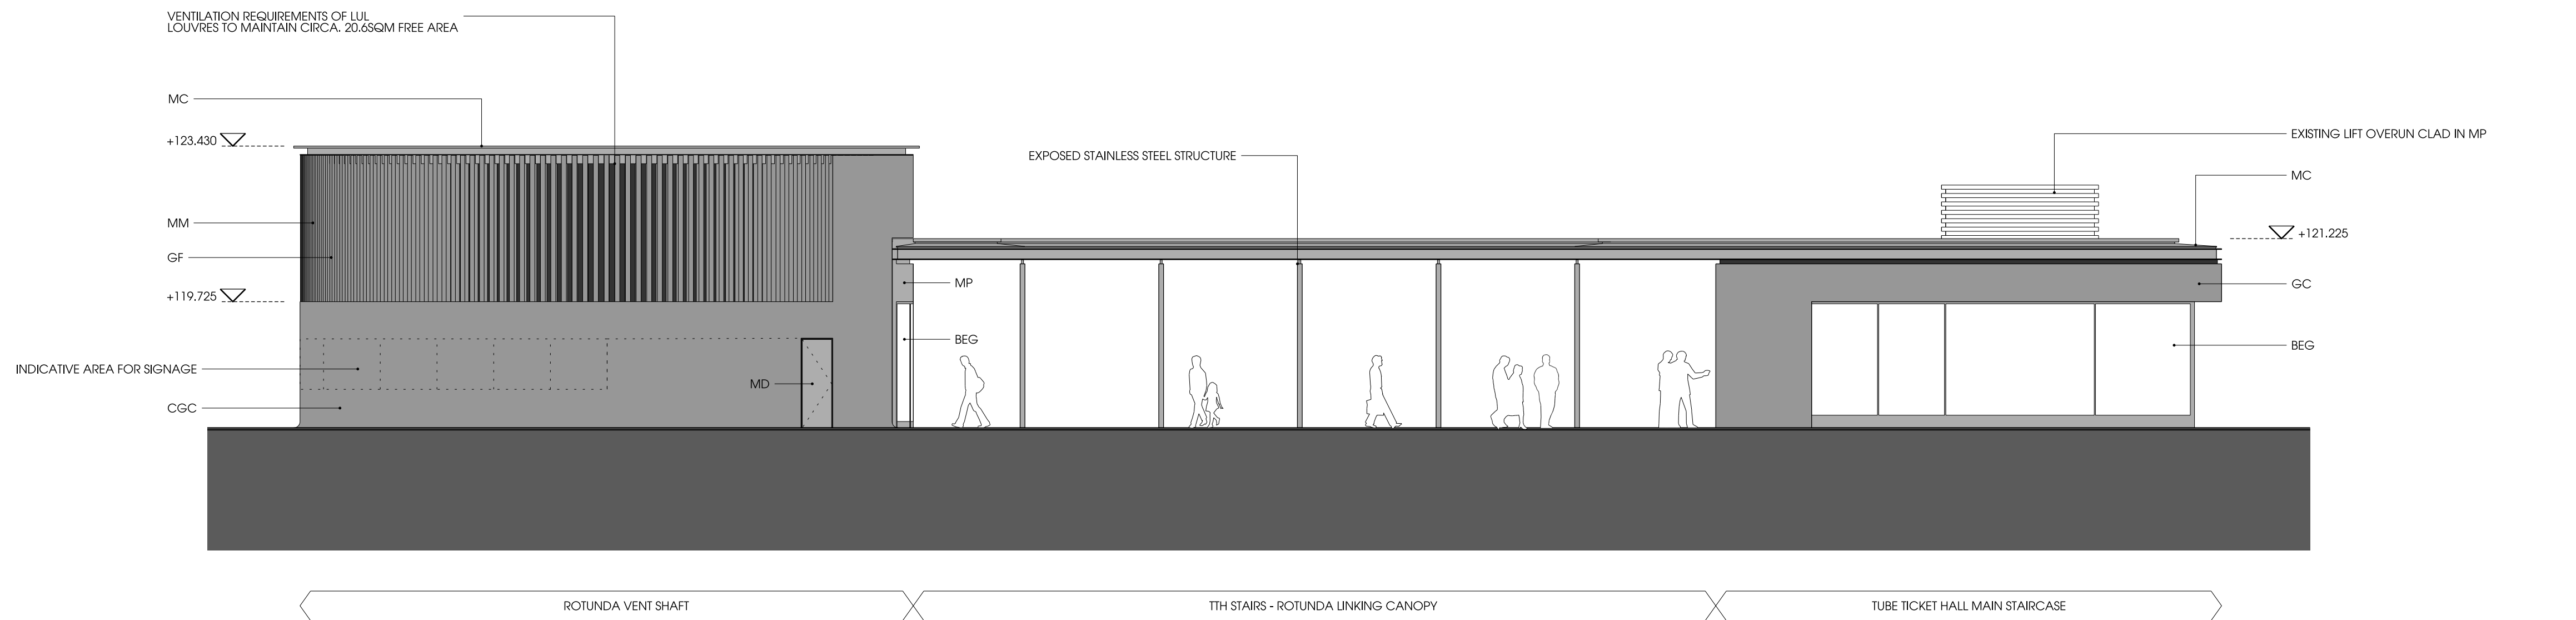 VENTILATION REQUIREMENTS OF LUL
LOUVRES TO MAINTAIN CIRCA. 20.6SQM FREE AREA
MC
+123.430
EXISTING LIFT OVERUN CLAD IN MP
EXPOSED STAINLESS STEEL STRUCTURE
MC
MM
+121.225
GF
MP
GC
+119.725
BEG
BEG
INDICATIVE AREA FOR SIGNAGE
MD
CGC
ROTUNDA VENT SHAFT
TTH STAIRS - ROTUNDA LINKING CANOPY
TUBE TICKET HALL MAIN STAIRCASE